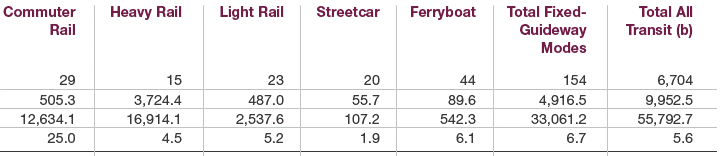 Commuter Heavy Rail Light Rail Streetcar Ferryboat Total Fixed- Total All
Rail Guideway Transit (b)
Modes
29 15 23 20 44 154 6,704
505.3 3,724.4 487.0 55.7 89.6 4,916.5 9,952.5
12,634.1 16,914.1 2,537.6 107.2 542.3 33,061.2 55,792.7
25.0 4.5 5.2 1.9 6.1 6.7 5.6